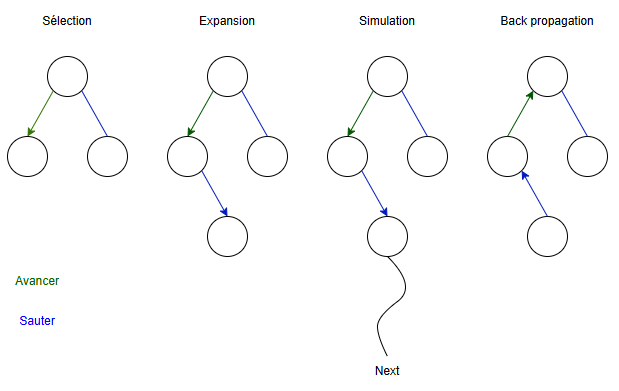 Sélection
Expansion
Simulation
Back propagation
Avancer
Sauter
Next